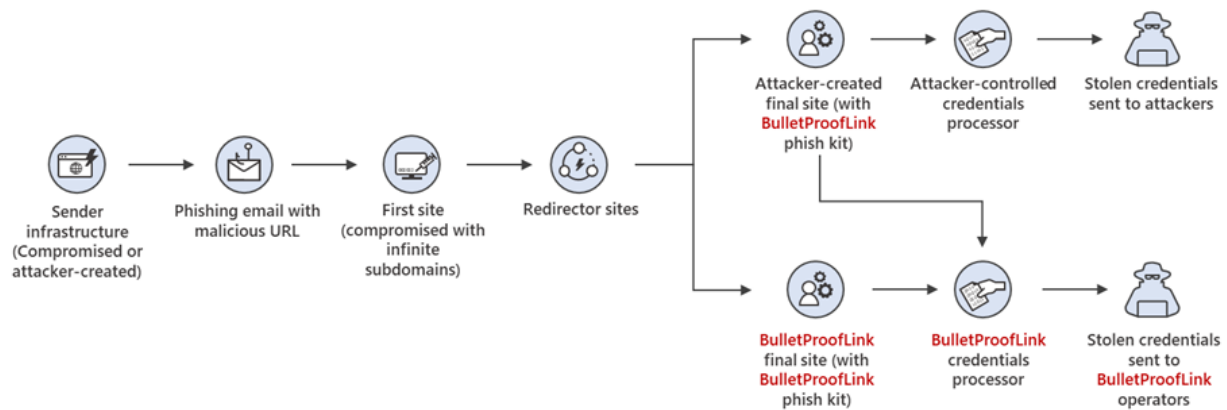 Sender
infrastructure
(Compromised or
attacker-created)
Phishing email with
malicious URL
First site
(compromised with
infinite
subdomains)
Redirector sites
Attacker-created
final site (with
BulletProofLink
phish kit)
Attacker-controlled
credentials
processor
Stolen credentials
sent to attackers
BulletProofLink
final site (with
BulletProofLink
phish kit)
BulletProofLink
credentials
processor
Stolen credentials
sent to
BulletProofLink
operators